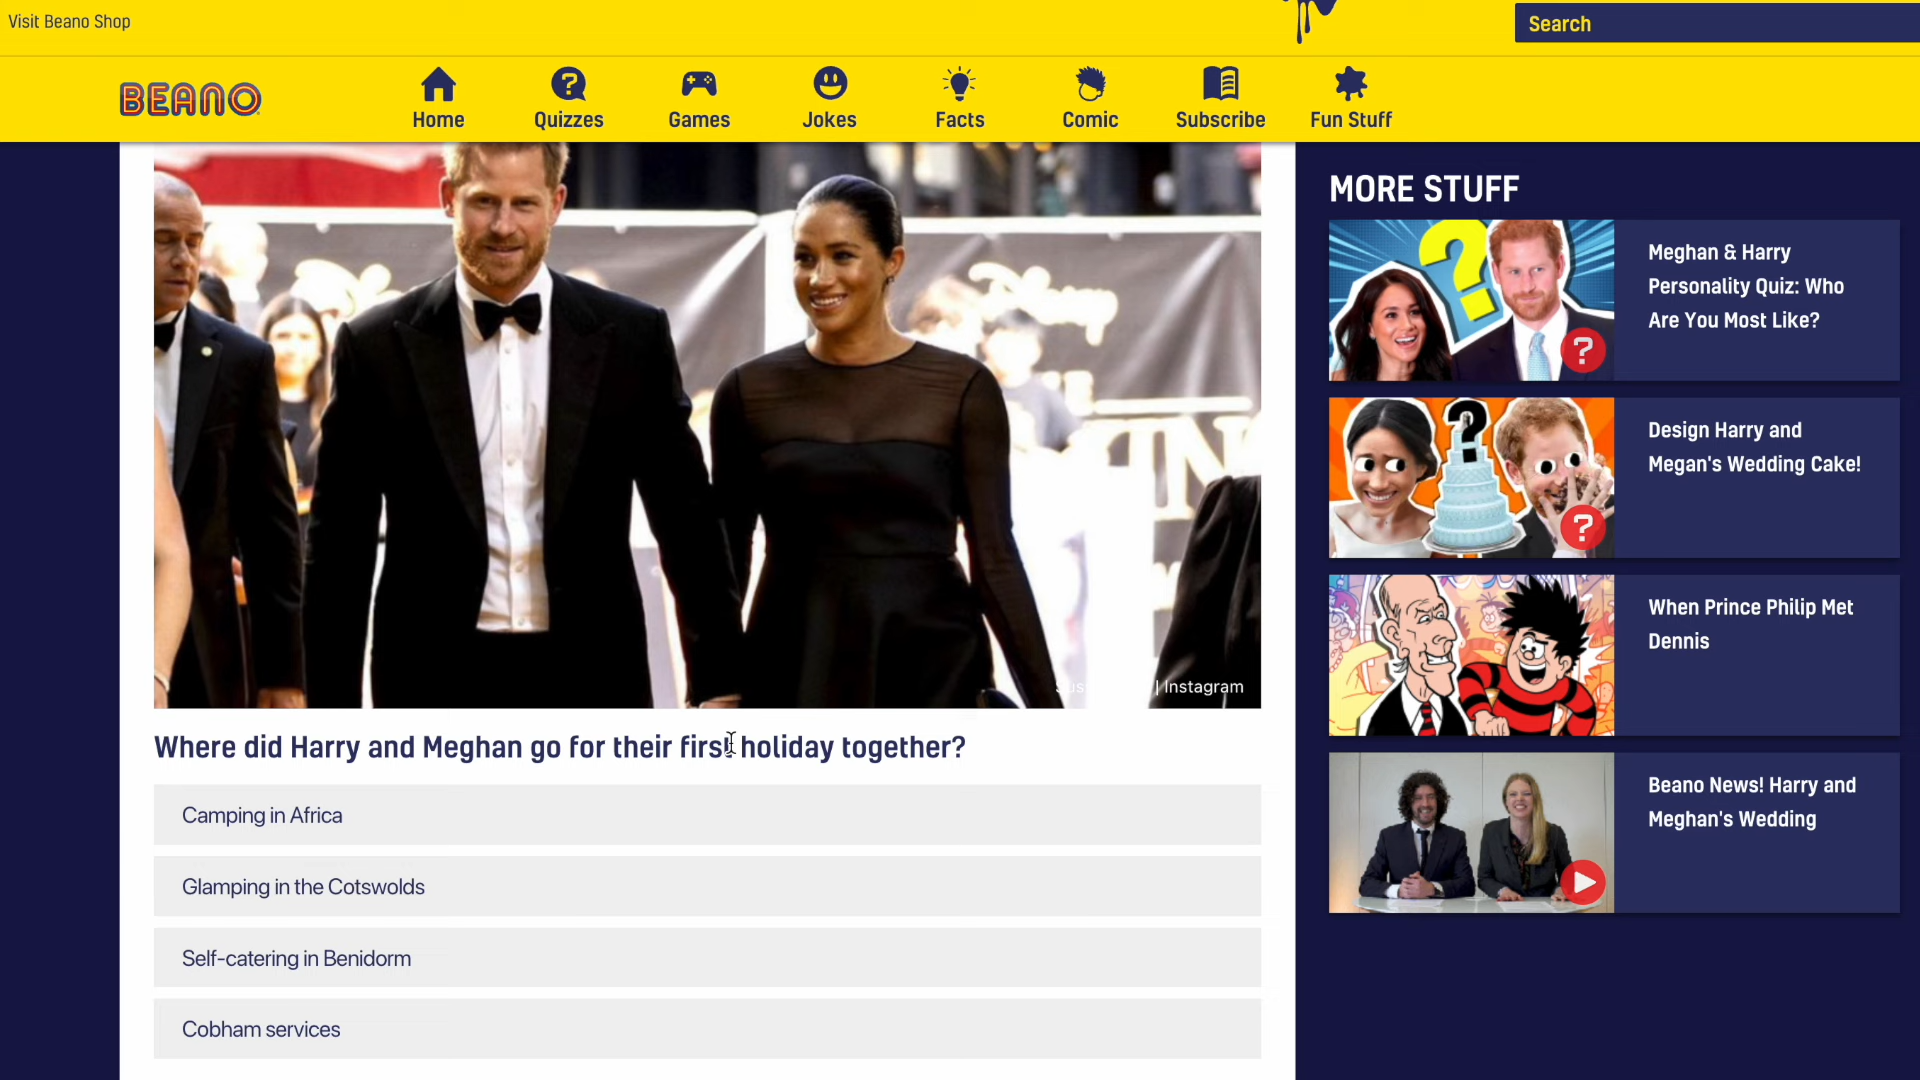 Visit Beano Shop
Search
BEANO
Home
Quizzes
Games
Jokes
Facts
Comic
Subscribe
Fun Stuff
Disney
Disney
| Instagram
Where did Harry and Meghan go for their first holiday together?
Camping in Africa
Glamping in the Cotswolds
Self-catering in Benidorm
Cobham services
MORE STUFF
?
?
Meghan & Harry
Personality Quiz: Who
Are You Most Like?
?
?
Design Harry and
Megan's Wedding Cake!
When Prince Philip Met
Dennis
Beano News! Harry and
Meghan's Wedding